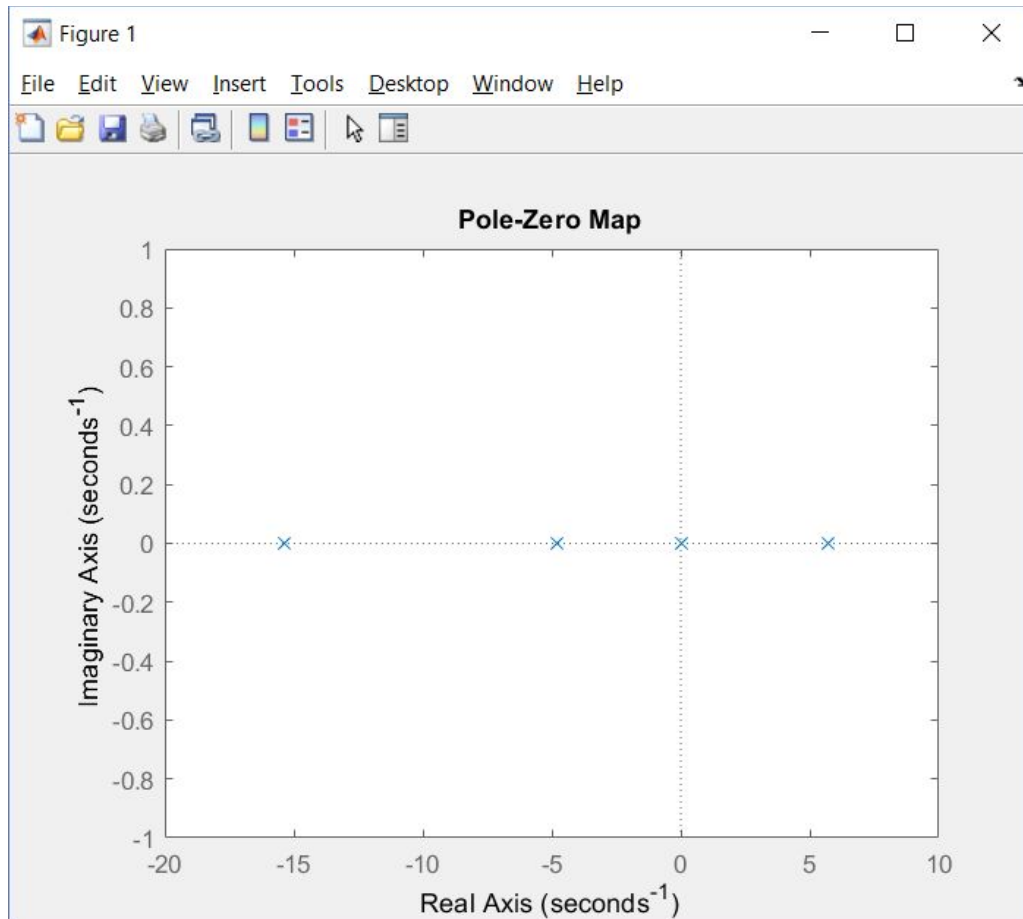 Figure 1
File Edit View Insert Tools Desktop Window Help
Pole-Zero Map
1
0.8
0.6
0.4
0.2
0
-0.2
-0.4
-0.6
-0.8
-1
Imaginary Axis (seconds⁻¹)
-20 -15 -10 -5 0 5 10
Real Axis (seconds⁻¹)